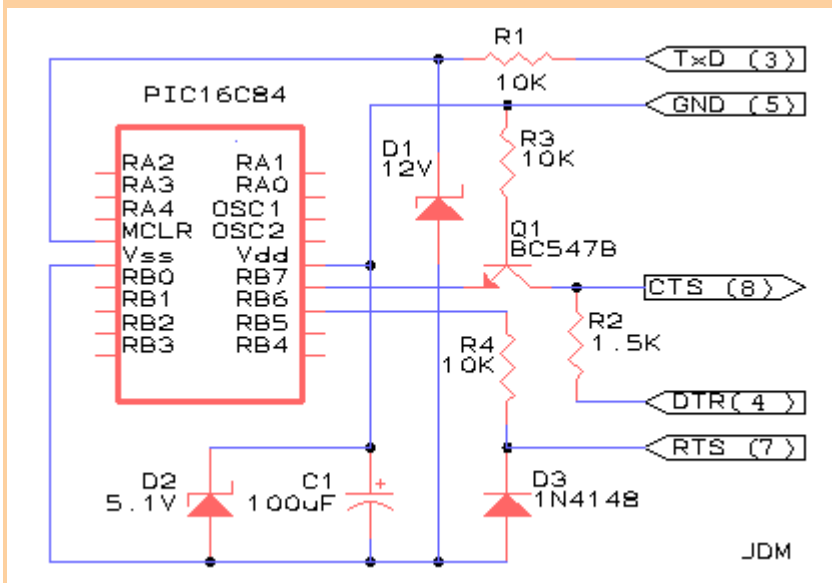 R1
10K
TxD (3)
GND (5)
PIC16C84
R3
10K
D1
12V
RA2 RA1
RA3 RA0
RA4 OSC1
MCLR OSC2
Vss Vdd
RB0 RB7
RB1 RB6
RB2 RB5
RB3 RB4
Q1
BC547B
CTS (8)
R2
1.5K
R4
10K
DTR( 4 )
RTS (7)
D2
5.1V
C1
+
100uF
D3
1N4148
JDM